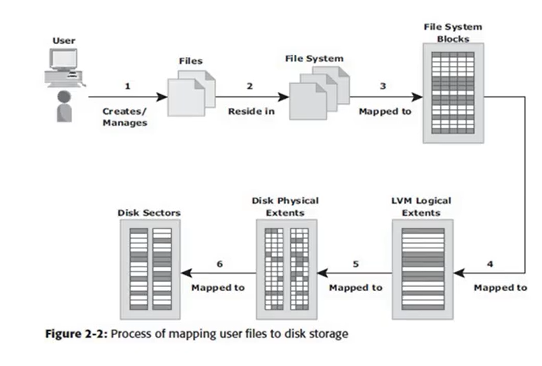 User
Files
File System
File System
Blocks
1
2
3
Creates/
Manages
Reside in
Mapped to
Disk Sectors
Disk Physical
Extents
LVM Logical
Extents
6
5
4
Mapped to
Mapped to
Mapped to
Figure 2-2: Process of mapping user files to disk storage